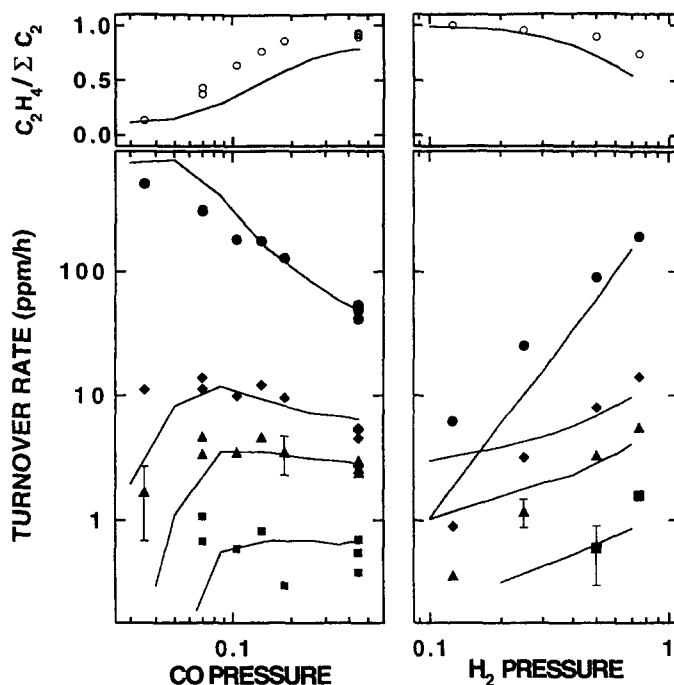 C₂H₄/Σ C₂
1.0
0.5
0.0
TURNOVER RATE (ppm/h)
100
10
1
0.1
CO PRESSURE
0.1
1
H₂ PRESSURE